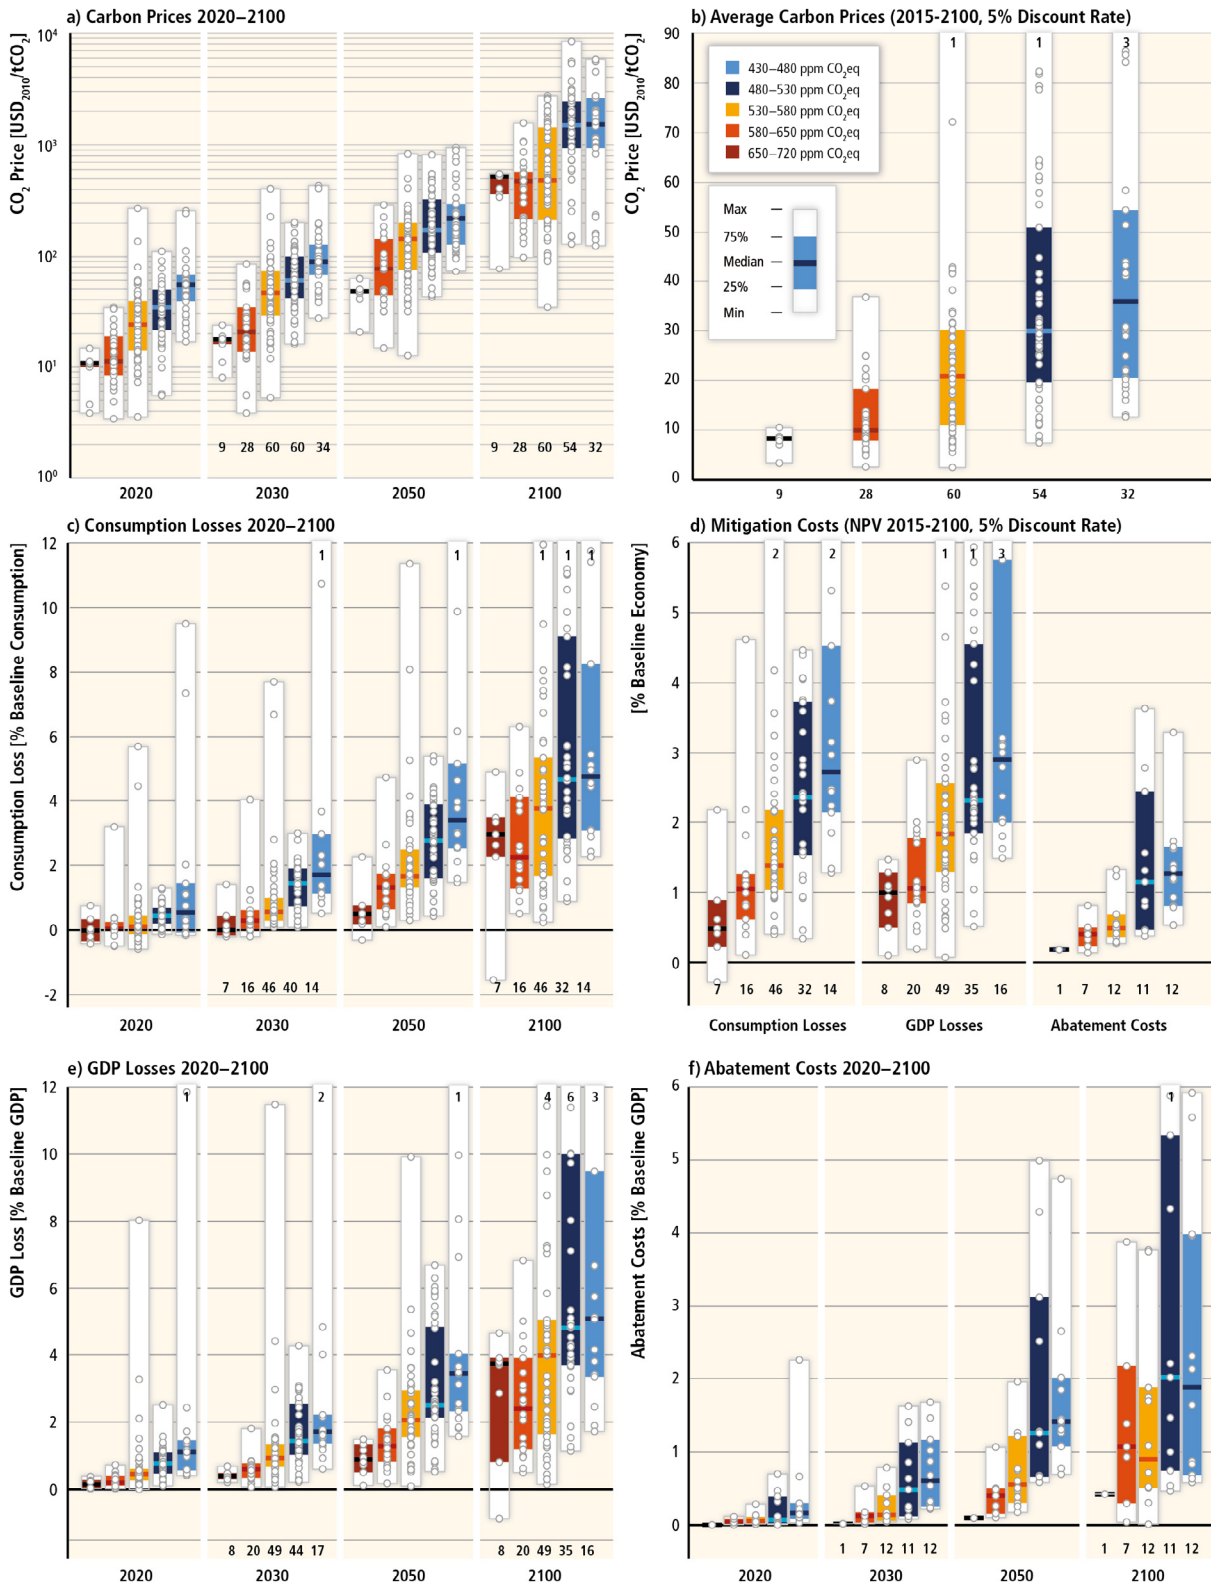 a) Carbon Prices 2020–2100
CO2 Price [USD2010/tCO2]
10^4
10^3
10^2
10^1
10^0
9 28 60 60 34
9 28 60 54 32
2020 2030 2050 2100
b) Average Carbon Prices (2015-2100, 5% Discount Rate)
CO2 Price [USD2010/tCO2]
90
80
70
60
50
40
30
20
10
0
1 1 3
430–480 ppm CO2eq
480–530 ppm CO2eq
530–580 ppm CO2eq
580–650 ppm CO2eq
650–720 ppm CO2eq
Max
75%
Median
25%
Min
9 28 60 54 32
c) Consumption Losses 2020–2100
Consumption Loss [% Baseline Consumption]
12
10
8
6
4
2
0
-2
1 1 1 1 1
7 16 46 40 14
7 16 46 32 14
2020 2030 2050 2100
d) Mitigation Costs (NPV 2015-2100, 5% Discount Rate)
[% Baseline Economy]
6
5
4
3
2
1
0
2 2 1 1 3
7 16 46 32 14
8 20 49 35 16
1 7 12 11 12
Consumption Losses GDP Losses Abatement Costs
e) GDP Losses 2020–2100
GDP Loss [% Baseline GDP]
12
10
8
6
4
2
0
1 2 1 4 6 3
8 20 49 44 17
8 20 49 35 16
2020 2030 2050 2100
f) Abatement Costs 2020–2100
Abatement Costs [% Baseline GDP]
6
5
4
3
2
1
0
1
1 7 12 11 12
1 7 12 11 12
2020 2030 2050 2100